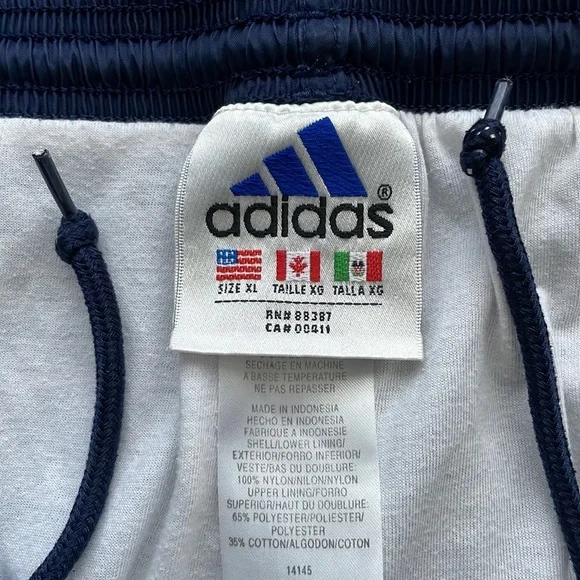 adidas®
SIZE XL TAILLE XG TALLA XG
RN# 88387
CA# 00411
SECHAGE EN MACHINE
A BASSE TEMPERATURE
NE PAS REPASSER
MADE IN INDONESIA
HECHO EN INDONESIA
FABRIQUE A INDONESIE
SHELL/LOWER LINING/
EXTERIOR/FORRO INFERIOR/
VESTE/BAS DU DOUBLURE:
100% NYLON/NILON/NYLON
UPPER LINING/FORRO
SUPERIOR/HAUT DU DOUBLURE:
65% POLYESTER/POLIESTER/
POLYESTER
35% COTTON/ALGODON/COTON
14145